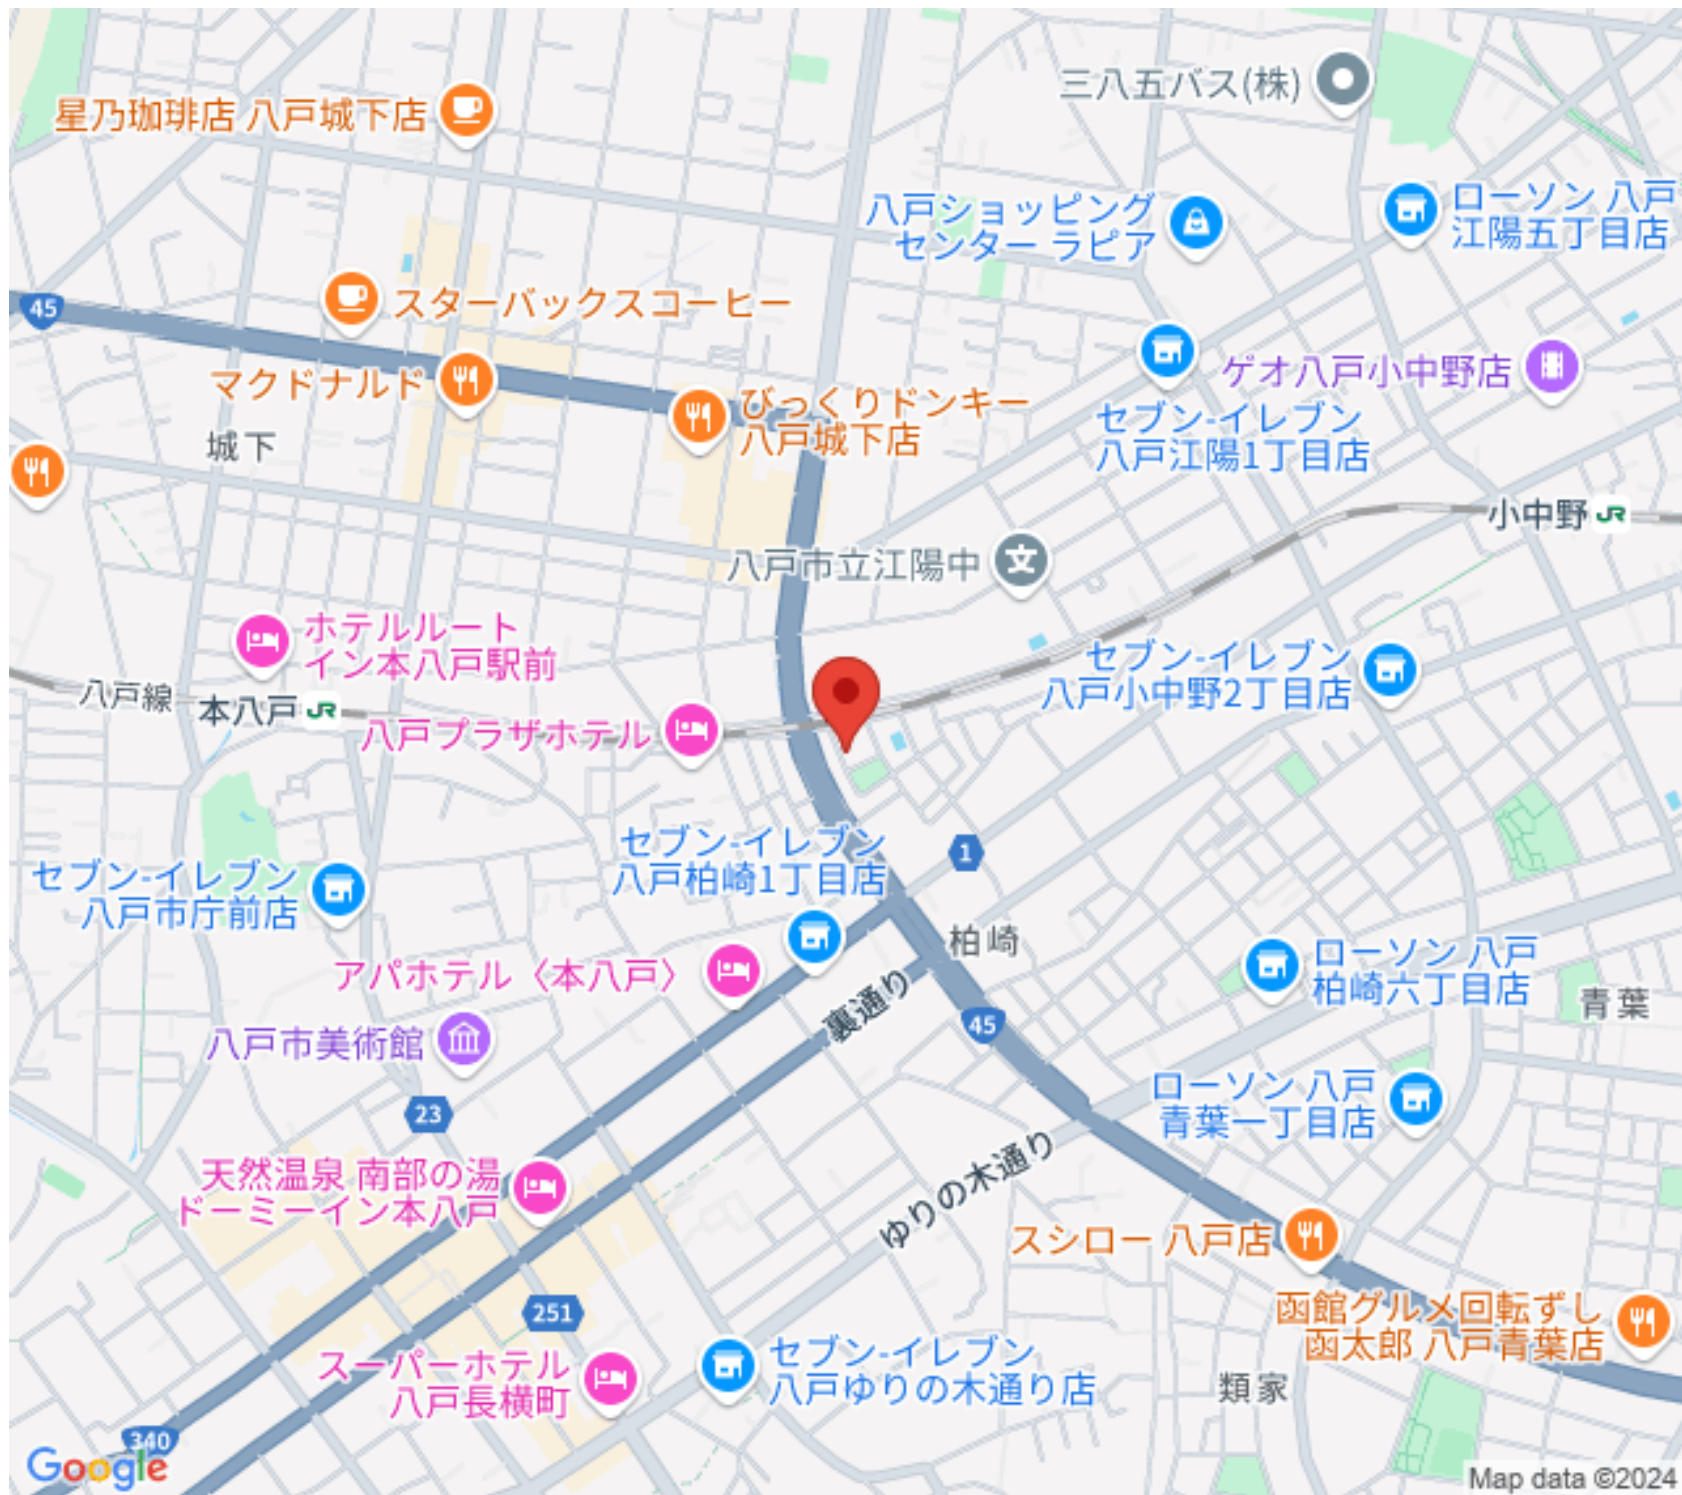 三八五バス(株)
星乃珈琲店 八戸城下店
ローソン 八戸
江陽五丁目店
八戸ショッピング
センター ラピア
45
スターバックスコーヒー
ゲオ八戸小中野店
マクドナルド
びっくりドンキー
八戸城下店
セブン-イレブン
八戸江陽1丁目店
城下
小中野
JR
八戸市立江陽中
文
ホテルルート
イン本八戸駅前
セブン-イレブン
八戸小中野2丁目店
八戸線
本八戸
JR
八戸プラザホテル
セブン-イレブン
八戸柏崎1丁目店
1
セブン-イレブン
八戸市庁前店
柏崎
ローソン 八戸
柏崎六丁目店
アパホテル〈本八戸〉
裏通り
青葉
45
八戸市美術館
ローソン 八戸
青葉一丁目店
23
天然温泉 南部の湯
ドーミーイン本八戸
ゆりの木通り
スシロー 八戸店
251
函館グルメ回転ずし
函太郎 八戸青葉店
セブン-イレブン
八戸ゆりの木通り店
スーパーホテル
八戸長横町
類家
340
Google
Map data ©2024